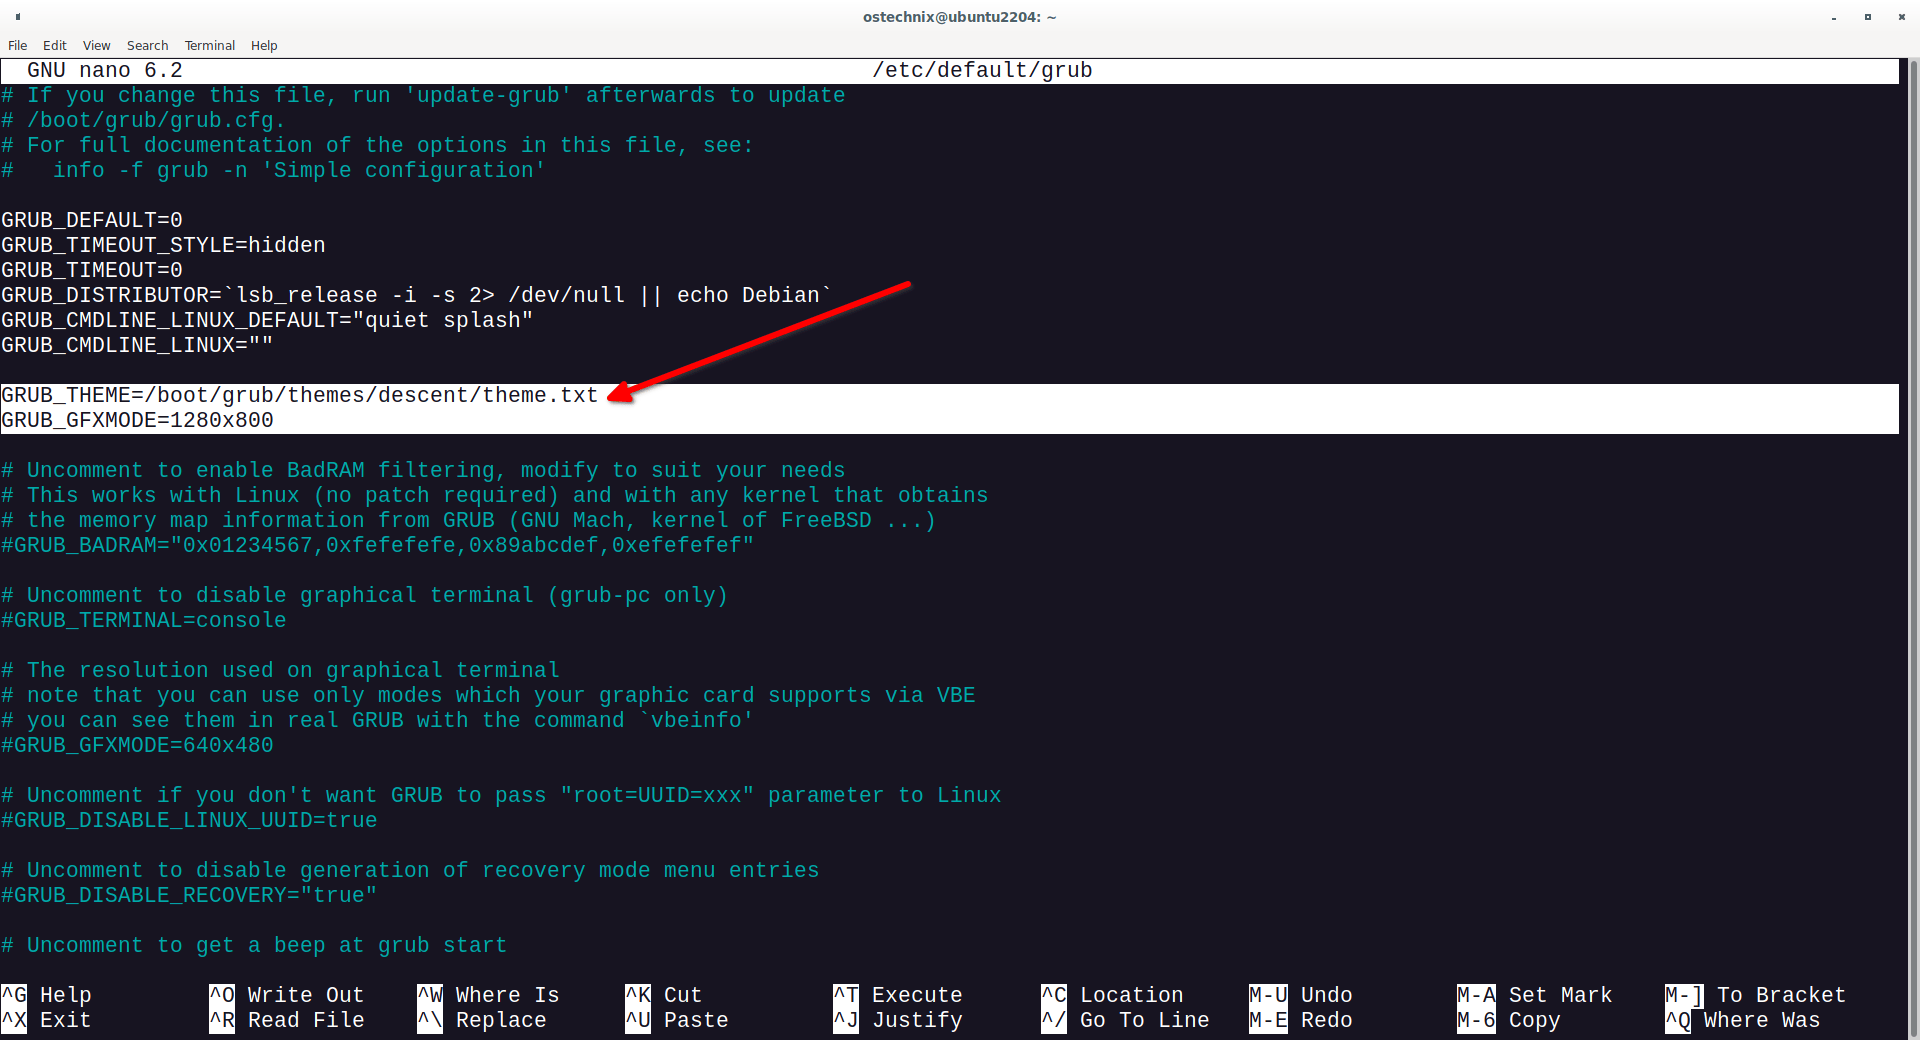 ostechnix@ubuntu2204: ~
File Edit View Search Terminal Help
GNU nano 6.2 /etc/default/grub
# If you change this file, run 'update-grub' afterwards to update
# /boot/grub/grub.cfg.
# For full documentation of the options in this file, see:
#   info -f grub -n 'Simple configuration'
GRUB_DEFAULT=0
GRUB_TIMEOUT_STYLE=hidden
GRUB_TIMEOUT=0
GRUB_DISTRIBUTOR=`lsb_release -i -s 2> /dev/null || echo Debian`
GRUB_CMDLINE_LINUX_DEFAULT="quiet splash"
GRUB_CMDLINE_LINUX=""
GRUB_THEME=/boot/grub/themes/descent/theme.txt
GRUB_GFXMODE=1280x800
# Uncomment to enable BadRAM filtering, modify to suit your needs
# This works with Linux (no patch required) and with any kernel that obtains
# the memory map information from GRUB (GNU Mach, kernel of FreeBSD ...)
#GRUB_BADRAM="0x01234567,0xfefefefe,0x89abcdef,0xefefefef"
# Uncomment to disable graphical terminal (grub-pc only)
#GRUB_TERMINAL=console
# The resolution used on graphical terminal
# note that you can use only modes which your graphic card supports via VBE
# you can see them in real GRUB with the command `vbeinfo'
#GRUB_GFXMODE=640x480
# Uncomment if you don't want GRUB to pass "root=UUID=xxx" parameter to Linux
#GRUB_DISABLE_LINUX_UUID=true
# Uncomment to disable generation of recovery mode menu entries
#GRUB_DISABLE_RECOVERY="true"
# Uncomment to get a beep at grub start
^G Help ^O Write Out ^W Where Is ^K Cut ^T Execute ^C Location M-U Undo M-A Set Mark M-] To Bracket
^X Exit ^R Read File ^\ Replace ^U Paste ^J Justify ^/ Go To Line M-E Redo M-6 Copy ^Q Where Was